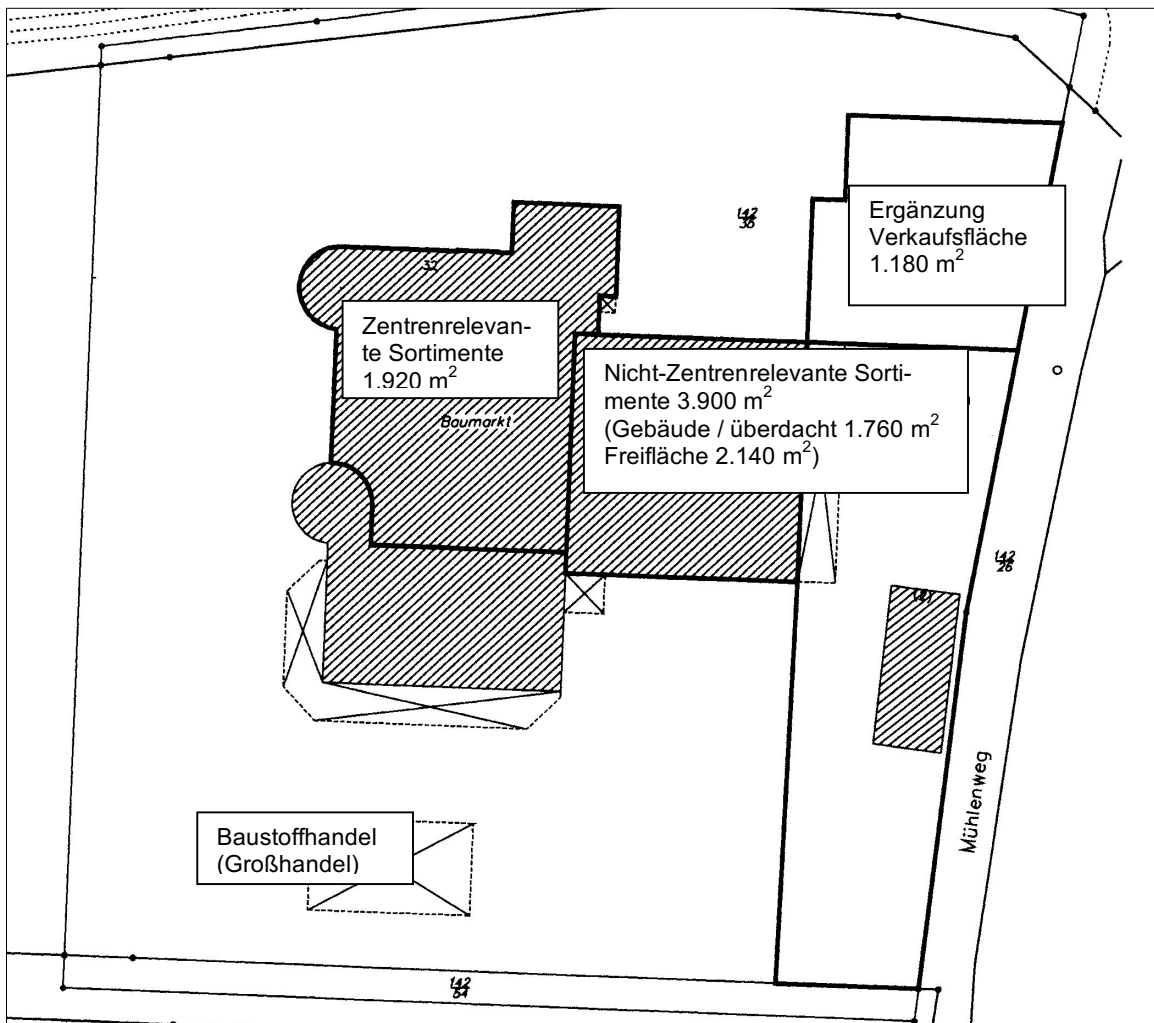 Ergänzung
Verkaufsfläche
1.180 m²
142
35
32
Zentrenrelevan-
te Sortimente
1.920 m²
Nicht-Zentrenrelevante Sorti-
mente 3.900 m²
(Gebäude / überdacht 1.760 m²
Freifläche 2.140 m²)
Baumarkt
142
26
Mühlenweg
Baustoffhandel
(Großhandel)
142
54